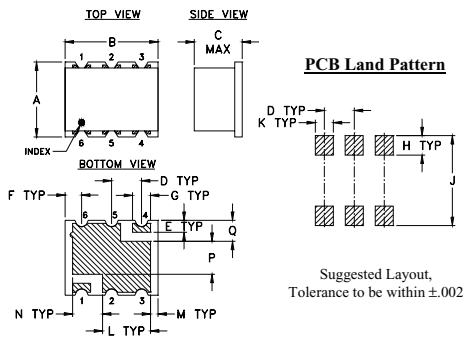 TOP VIEW
SIDE VIEW
B
C
MAX
1 2 3
A
INDEX
6 5 4
PCB Land Pattern
D TYP
K TYP
H TYP
J
BOTTOM VIEW
D TYP
F TYP
G TYP
6 5 4
E TYP
Q
P
1 2 3
N TYP
M TYP
L TYP
Suggested Layout,
Tolerance to be within ±.002